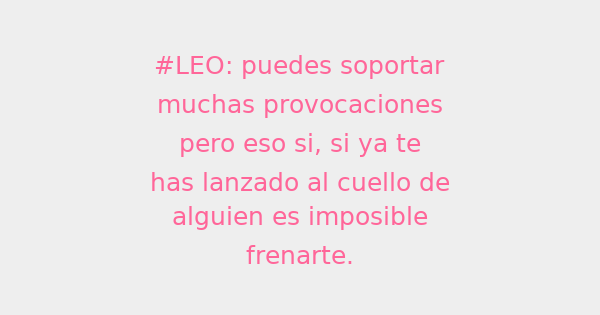 #LEO: puedes soportar
muchas provocaciones
pero eso si, si ya te
has lanzado al cuello de
alguien es imposible
frenarte.